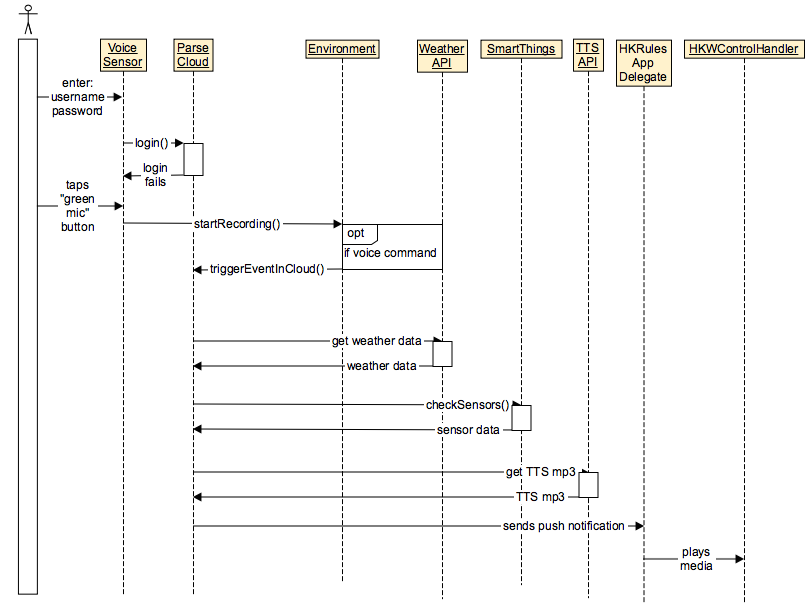 Voice
Sensor
Parse
Cloud
Environment
Weather
API
SmartThings
TTS
API
HKRules
App
Delegate
HKWControlHandler
enter:
username
password
login()
login
fails
taps
"green
mic"
button
startRecording()
opt
if voice command
triggerEventInCloud()
get weather data
weather data
checkSensors()
sensor data
get TTS mp3
TTS mp3
sends push notification
plays
media